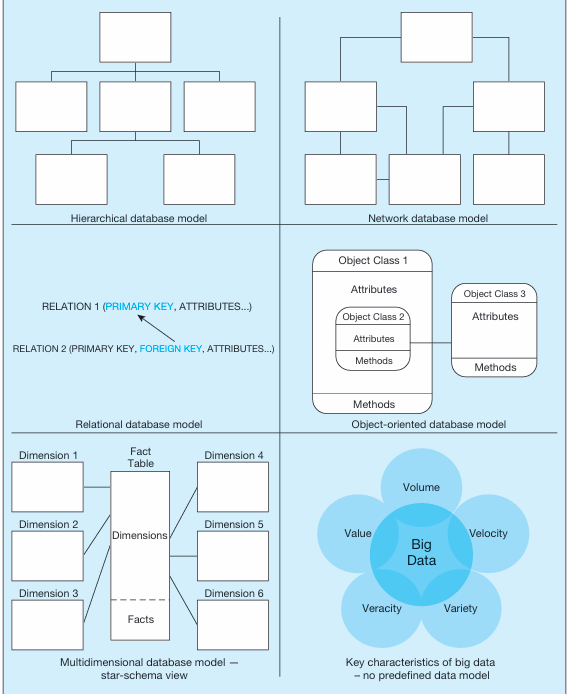 Hierarchical database model
Network database model
RELATION 1 (PRIMARY KEY, ATTRIBUTES...)
RELATION 2 (PRIMARY KEY, FOREIGN KEY, ATTRIBUTES...)
Relational database model
Object Class 1
Attributes
Object Class 2
Attributes
Methods
Methods
Object Class 3
Attributes
Methods
Object-oriented database model
Dimension 1
Dimension 2
Dimension 3
Fact
Table
Dimensions
Facts
Dimension 4
Dimension 5
Dimension 6
Multidimensional database model —
star-schema view
Volume
Value
Velocity
Big
Data
Veracity
Variety
Key characteristics of big data
– no predefined data model